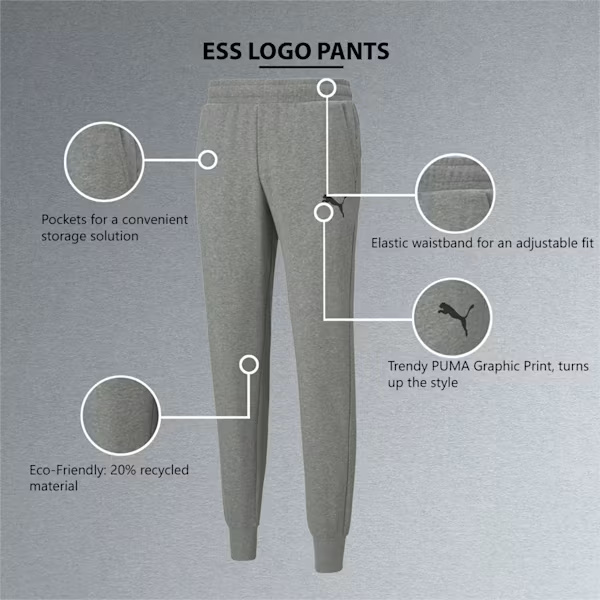 ESS LOGO PANTS
Pockets for a convenient
storage solution
Elastic waistband for an adjustable fit
Trendy PUMA Graphic Print, turns
up the style
Eco-Friendly: 20% recycled
material